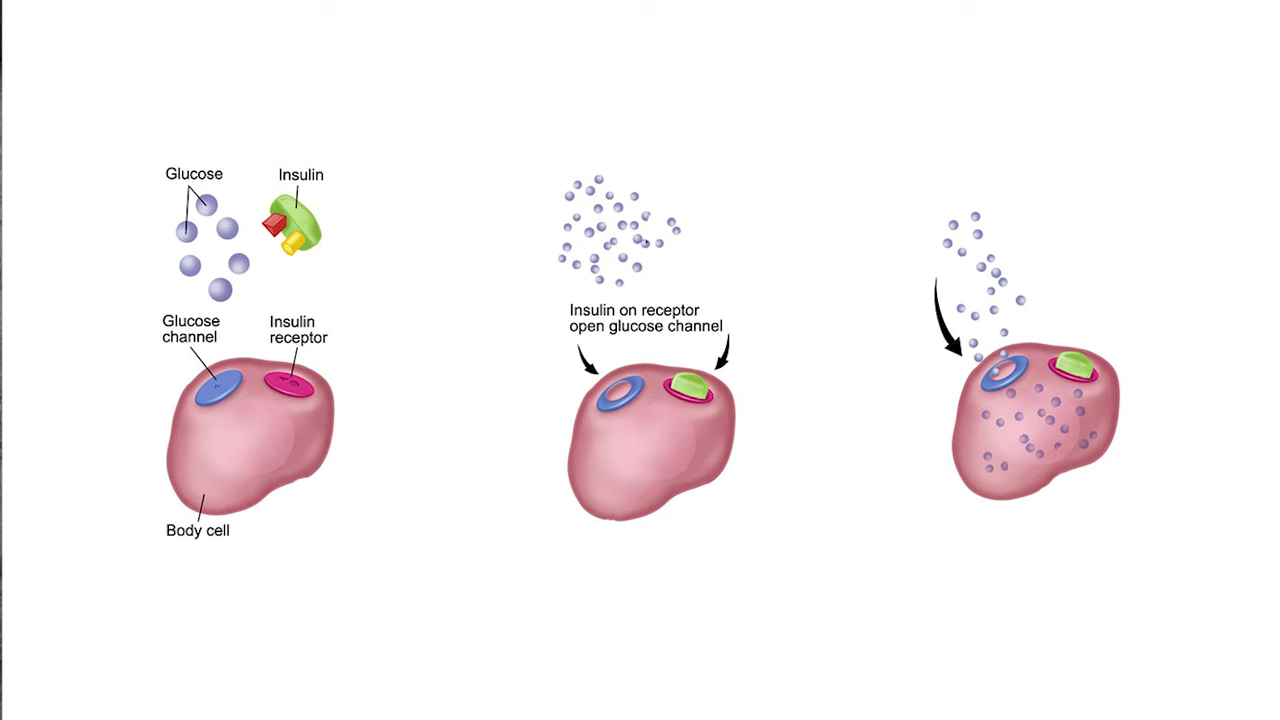 Glucose
Insulin
Glucose
channel
Insulin
receptor
Body cell
Insulin on receptor
open glucose channel